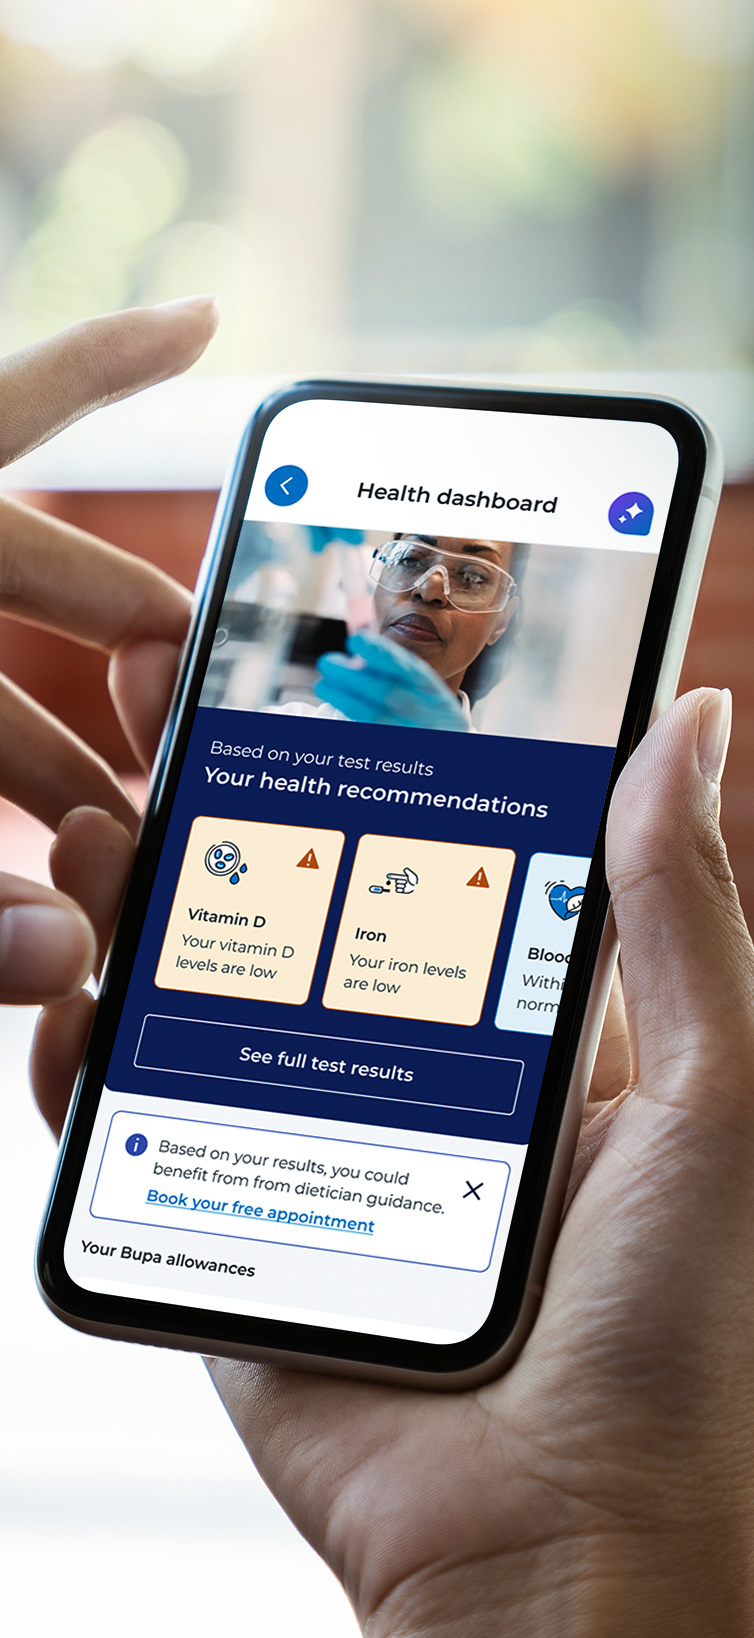 Health dashboard
Based on your test results
Your health recommendations
Vitamin D
Your vitamin D
levels are low
Iron
Your iron levels
are low
See full test results
Based on your results, you could
benefit from from dietician guidance.
Book your free appointment
Your Bupa allowances